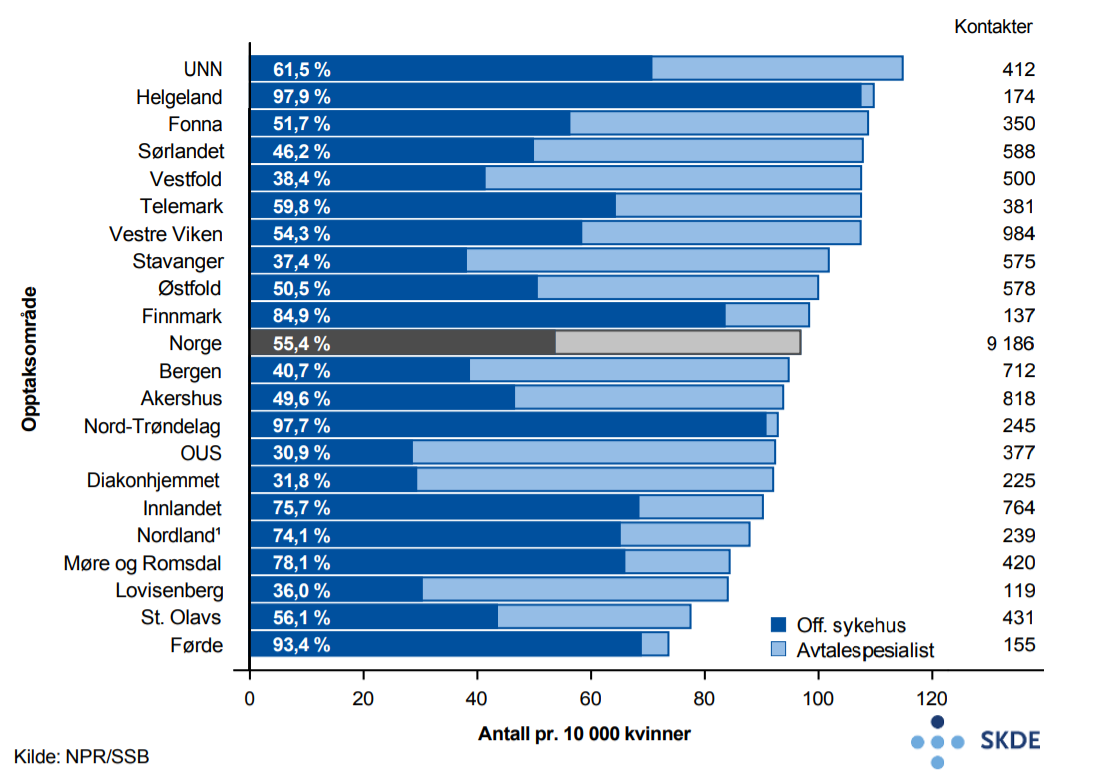 Kontakter
UNN 61,5 % 412
Helgeland 97,9 % 174
Fonna 51,7 % 350
Sørlandet 46,2 % 588
Vestfold 38,4 % 500
Telemark 59,8 % 381
Vestre Viken 54,3 % 984
Stavanger 37,4 % 575
Østfold 50,5 % 578
Finnmark 84,9 % 137
Norge 55,4 % 9 186
Bergen 40,7 % 712
Akershus 49,6 % 818
Nord-Trøndelag 97,7 % 245
OUS 30,9 % 377
Diakonhjemmet 31,8 % 225
Innlandet 75,7 % 764
Nordland¹ 74,1 % 239
Møre og Romsdal 78,1 % 420
Lovisenberg 36,0 % 119
St. Olavs 56,1 % 431
Førde 93,4 % 155
Opptaksområde
Off. sykehus
Avtalespesialist
0 20 40 60 80 100 120
Antall pr. 10 000 kvinner
SKDE
Kilde: NPR/SSB